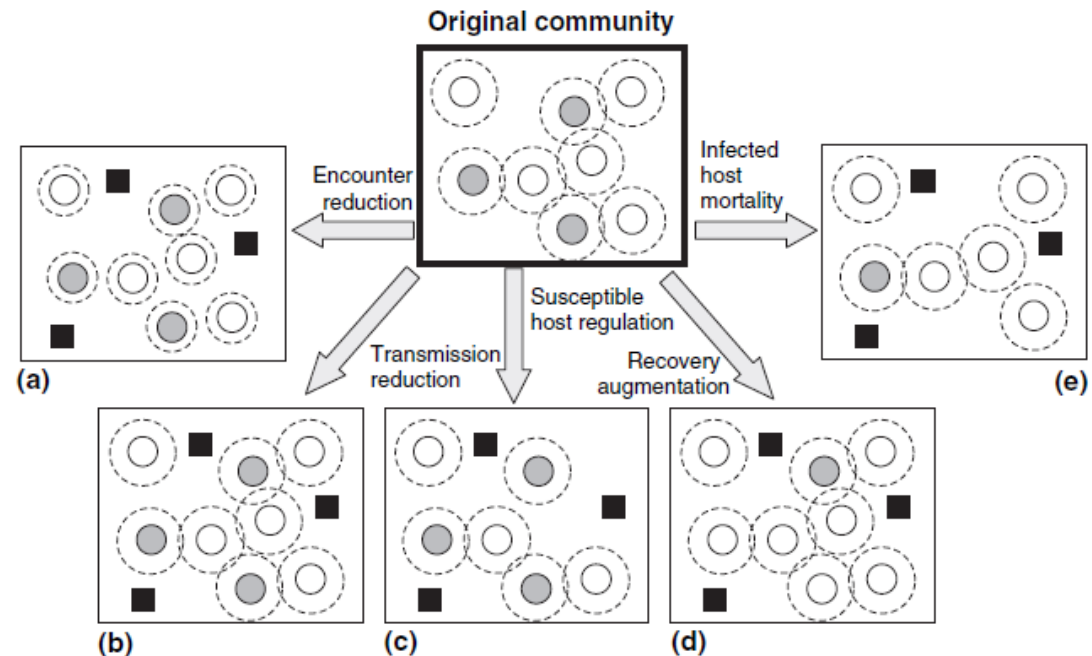 Original community
Encounter
reduction
Infected
host
mortality
(a)
Transmission
reduction
Susceptible
host regulation
Recovery
augmentation
(e)
(b)
(c)
(d)